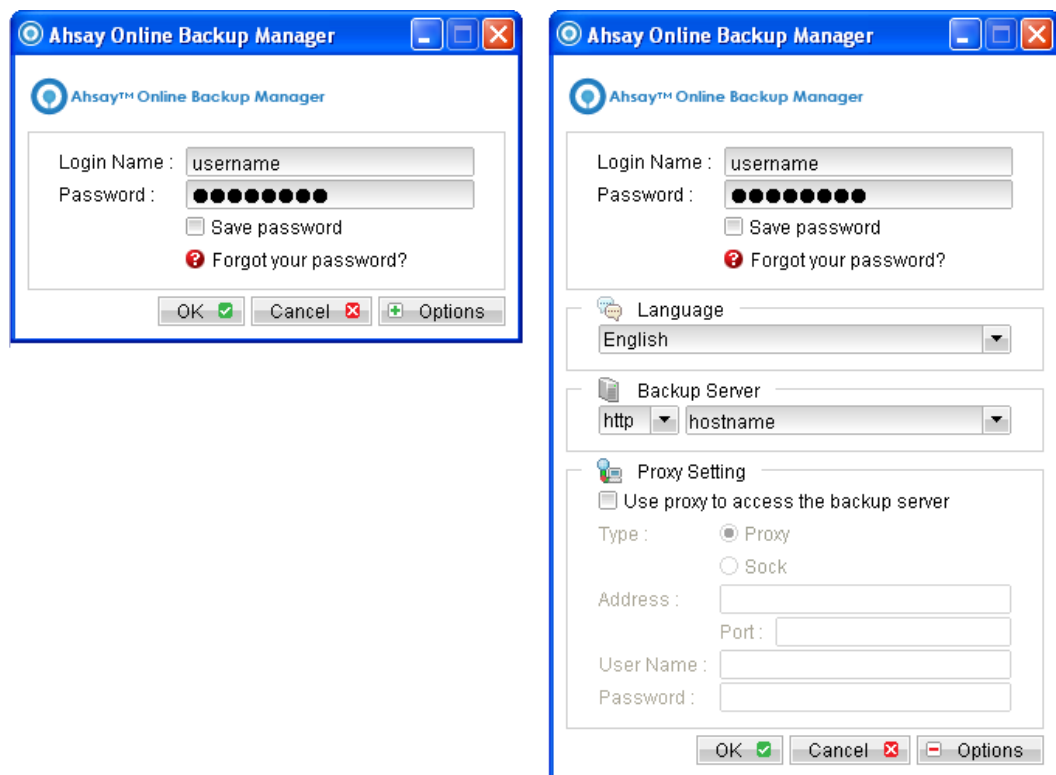 Ahsay Online Backup Manager
Ahsay™ Online Backup Manager
Login Name : username
Password : ●●●●●●●●
Save password
Forgot your password?
OK Cancel Options
Ahsay Online Backup Manager
Ahsay™ Online Backup Manager
Login Name : username
Password : ●●●●●●●●
Save password
Forgot your password?
Language
English
Backup Server
http hostname
Proxy Setting
Use proxy to access the backup server
Type : Proxy
Sock
Address :
Port :
User Name :
Password :
OK Cancel Options